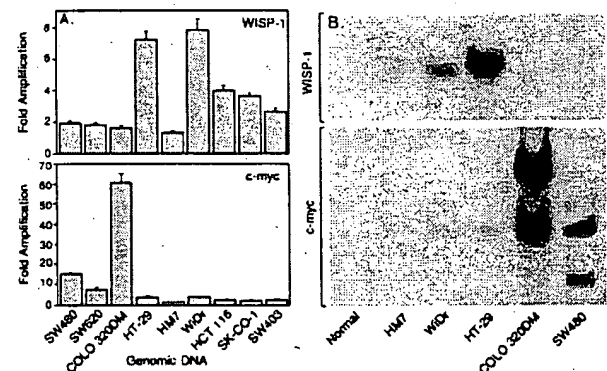 A.
WISP-1
Fold Amplification
8
6
4
2
0
c-myc
Fold Amplification
70
60
50
40
30
20
10
0
SW480
SW620
COLO 320DM
HT-29
HM7
WiDr
HCT 116
SK-CO-1
SW403
Genomic DNA
B.
WISP-1
c-myc
Normal
HM7
WiDr
HT-29
COLO 320DM
SW480